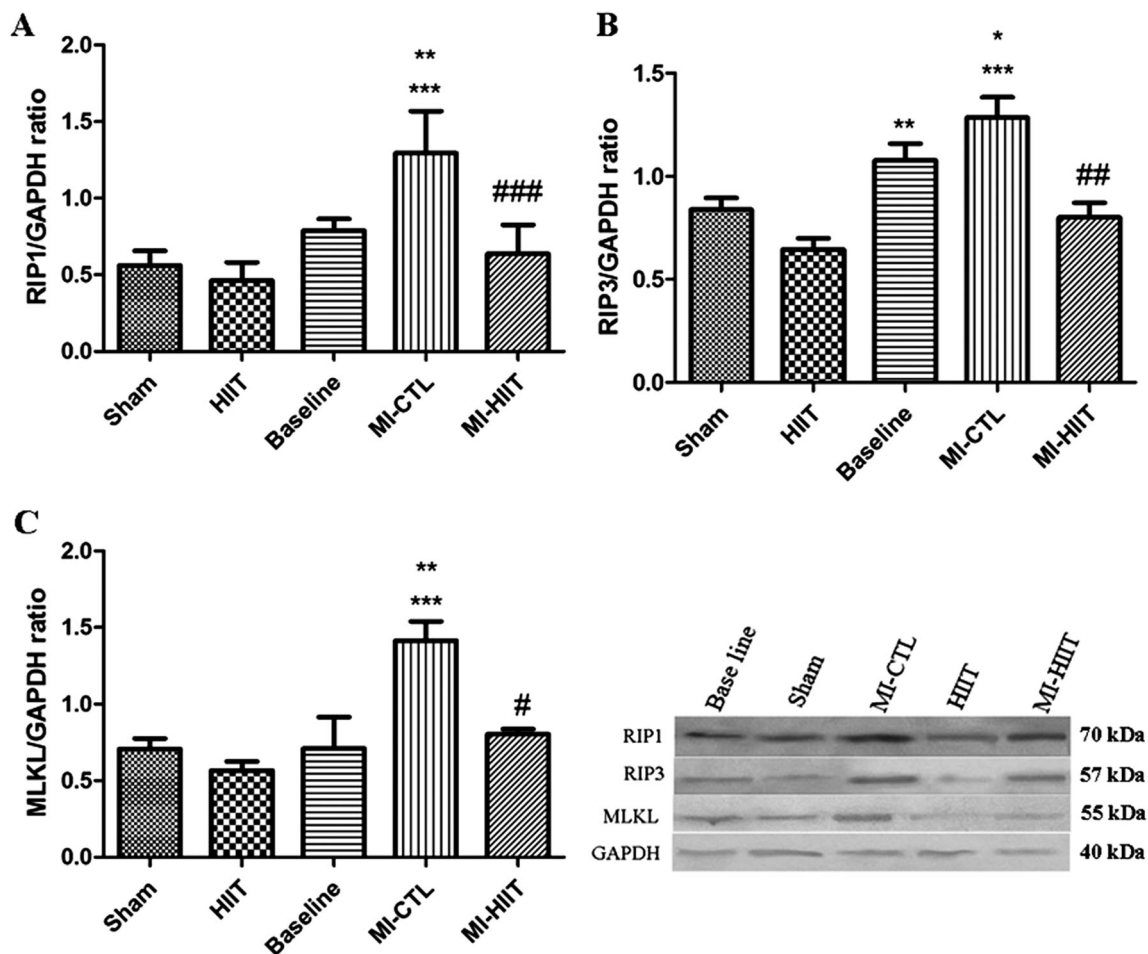 A
RIP1/GAPDH ratio
2.0
1.5
1.0
0.5
0.0
**
***
###
Sham
HIIT
Baseline
MI-CTL
MI-HIIT
B
RIP3/GAPDH ratio
1.5
1.0
0.5
0.0
**
*
***
##
Sham
HIIT
Baseline
MI-CTL
MI-HIIT
C
MLKL/GAPDH ratio
2.0
1.5
1.0
0.5
0.0
**
***
#
Sham
HIIT
Baseline
MI-CTL
MI-HIIT
Base line
Sham
MI-CTL
HIIT
MI-HIIT
RIP1 70 kDa
RIP3 57 kDa
MLKL 55 kDa
GAPDH 40 kDa